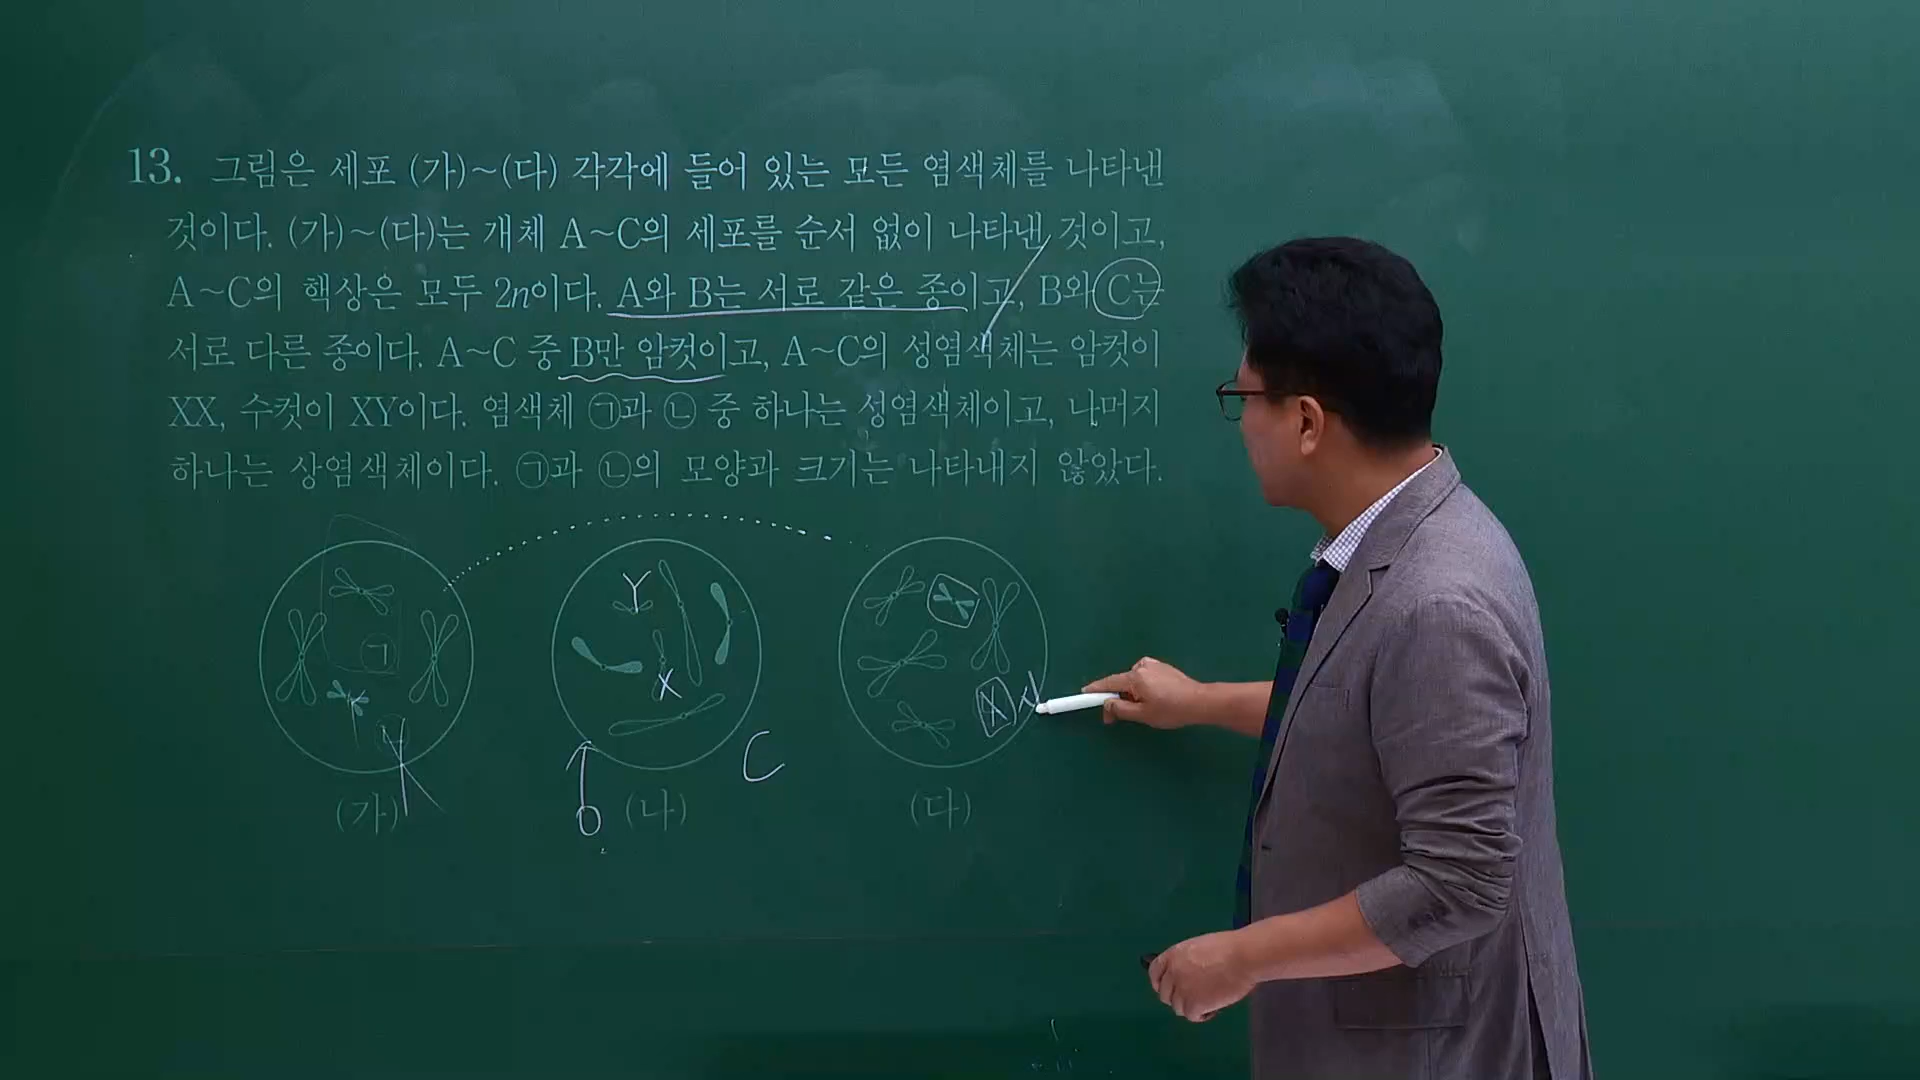 13. 그림은 세포 (가)~(다) 각각에 들어 있는 모든 염색체를 나타낸
것이다. (가)~(다)는 개체 A~C의 세포를 순서 없이 나타낸 것이고,
A~C의 핵상은 모두 2n이다. A와 B는 서로 같은 종이고, B와 C는
서로 다른 종이다. A~C 중 B만 암컷이고, A~C의 성염색체는 암컷이
XX, 수컷이 XY이다. 염색체 ㉠과 ㉡ 중 하나는 성염색체이고, 나머지
하나는 상염색체이다. ㉠과 ㉡의 모양과 크기는 나타내지 않았다.
Y
㉠
X
X
C
(가) (나) (다)